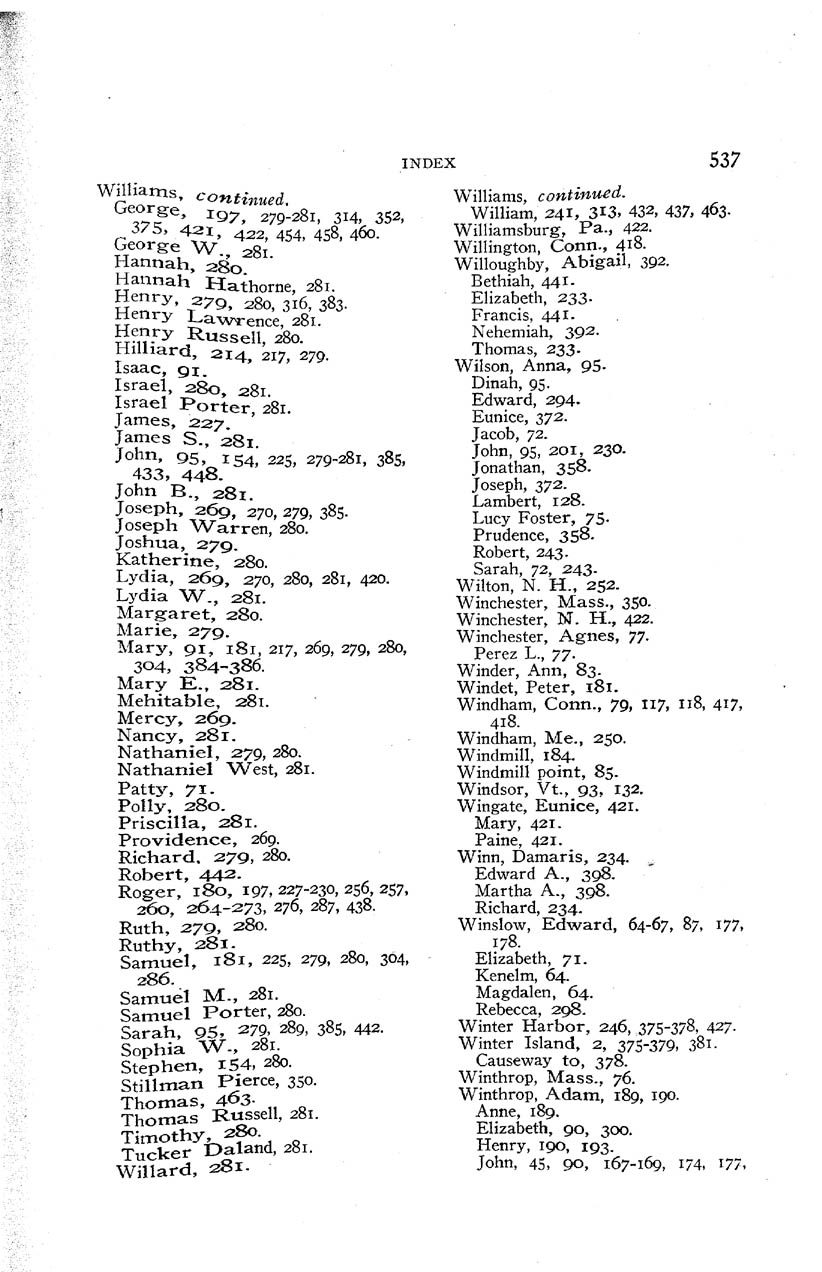 INDEX 537
Williams, continued.
George, 197, 279-281, 314, 352,
375, 421, 422, 454, 458, 460.
George W., 281.
Hannah, 280.
Hannah Hathorne, 281.
Henry, 279, 280, 316, 383.
Henry Lawrence, 281.
Henry Russell, 280.
Hilliard, 214, 217, 279.
Isaac, 91.
Israel, 280, 281.
Israel Porter, 281.
James, 227.
James S., 281.
John, 95, 154, 225, 279-281, 385,
433, 448.
John B., 281.
Joseph, 269, 270, 279, 385.
Joseph Warren, 280.
Joshua, 279.
Katherine, 280.
Lydia, 269, 270, 280, 281, 420.
Lydia W., 281.
Margaret, 280.
Marie, 279.
Mary, 91, 181, 217, 269, 279, 280,
304, 384-386.
Mary E., 281.
Mehitable, 281.
Mercy, 269.
Nancy, 281.
Nathaniel, 279, 280.
Nathaniel West, 281.
Patty, 71.
Polly, 280.
Priscilla, 281.
Providence, 269.
Richard, 279, 280.
Robert, 442.
Roger, 180, 197, 227-230, 256, 257,
260, 264-273, 276, 287, 438.
Ruth, 279, 280.
Ruthy, 281.
Samuel, 181, 225, 279, 280, 304,
286.
Samuel M., 281.
Samuel Porter, 280.
Sarah, 95, 279, 289, 385, 442.
Sophia W., 281.
Stephen, 154, 280.
Stillman Pierce, 350.
Thomas, 463.
Thomas Russell, 281.
Timothy, 280.
Tucker Daland, 281.
Willard, 281.
Williams, continued.
William, 241, 313, 432, 437, 463.
Williamsburg, Pa., 422.
Willington, Conn., 418.
Willoughby, Abigail, 392.
Bethiah, 441.
Elizabeth, 233.
Francis, 441.
Nehemiah, 392.
Thomas, 233.
Wilson, Anna, 95.
Dinah, 95.
Edward, 294.
Eunice, 372.
Jacob, 72.
John, 95, 201, 230.
Jonathan, 358.
Joseph, 372.
Lambert, 128.
Lucy Foster, 75.
Prudence, 358.
Robert, 243.
Sarah, 72, 243.
Wilton, N. H., 252.
Winchester, Mass., 350.
Winchester, N. H., 422.
Winchester, Agnes, 77.
Perez L., 77.
Winder, Ann, 83.
Windet, Peter, 181.
Windham, Conn., 79, 117, 118, 417,
418.
Windham, Me., 250.
Windmill, 184.
Windmill point, 85.
Windsor, Vt., 93, 132.
Wingate, Eunice, 421.
Mary, 421.
Paine, 421.
Winn, Damaris, 234.
Edward A., 398.
Martha A., 398.
Richard, 234.
Winslow, Edward, 64-67, 87, 177,
178.
Elizabeth, 71.
Kenelm, 64.
Magdalen, 64.
Rebecca, 298.
Winter Harbor, 246, 375-378, 427.
Winter Island, 2, 375-379, 381.
Causeway to, 378.
Winthrop, Mass., 76.
Winthrop, Adam, 189, 190.
Anne, 189.
Elizabeth, 90, 300.
Henry, 190, 193.
John, 45, 90, 167-169, 174, 177,